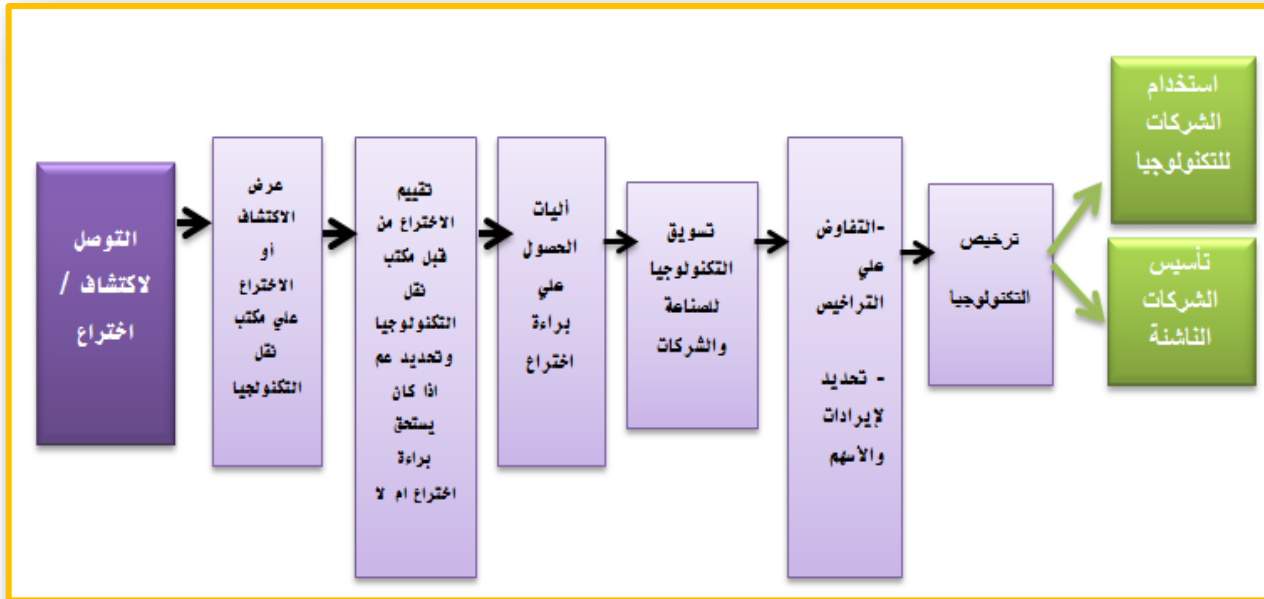 التوصل
لاكتشاف /
اختراع
عرض
الاكتشاف
أو
الاختراع
علي مكتب
نقل
التكنولجيا
تقييم
الاختراع من
قبل مكتب
نقل
التكنولوجيا
وتحديد عم
اذا كان
يستحق
براءة
اختراع ام لا
أليات
الحصول
علي
براءة
اختراع
تسويق
التكنولوجيا
للصناعة
والشركات
-التفاوض
علي
التراخيص
- تحديد
لإيرادات
والأسهم
ترخيص
التكنولوجيا
استخدام
الشركات
للتكنولوجيا
تأسيس
الشركات
الناشئة